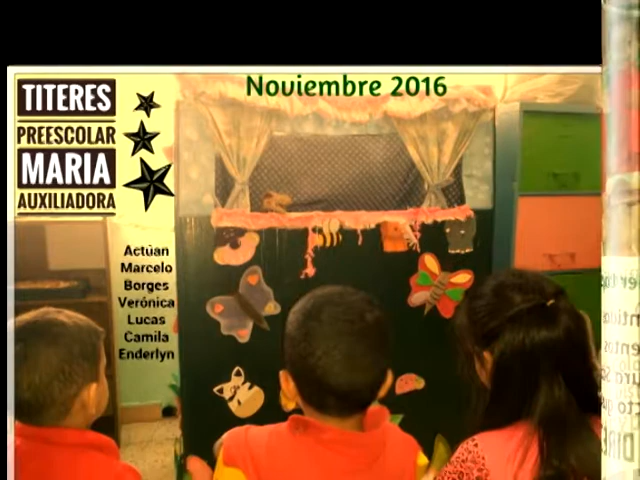 TITERES
PREESCOLAR
MARIA
AUXILIADORA
Noviembre 2016
Actúan
Marcelo
Borges
Verónica
Lucas
Camila
Enderlyn